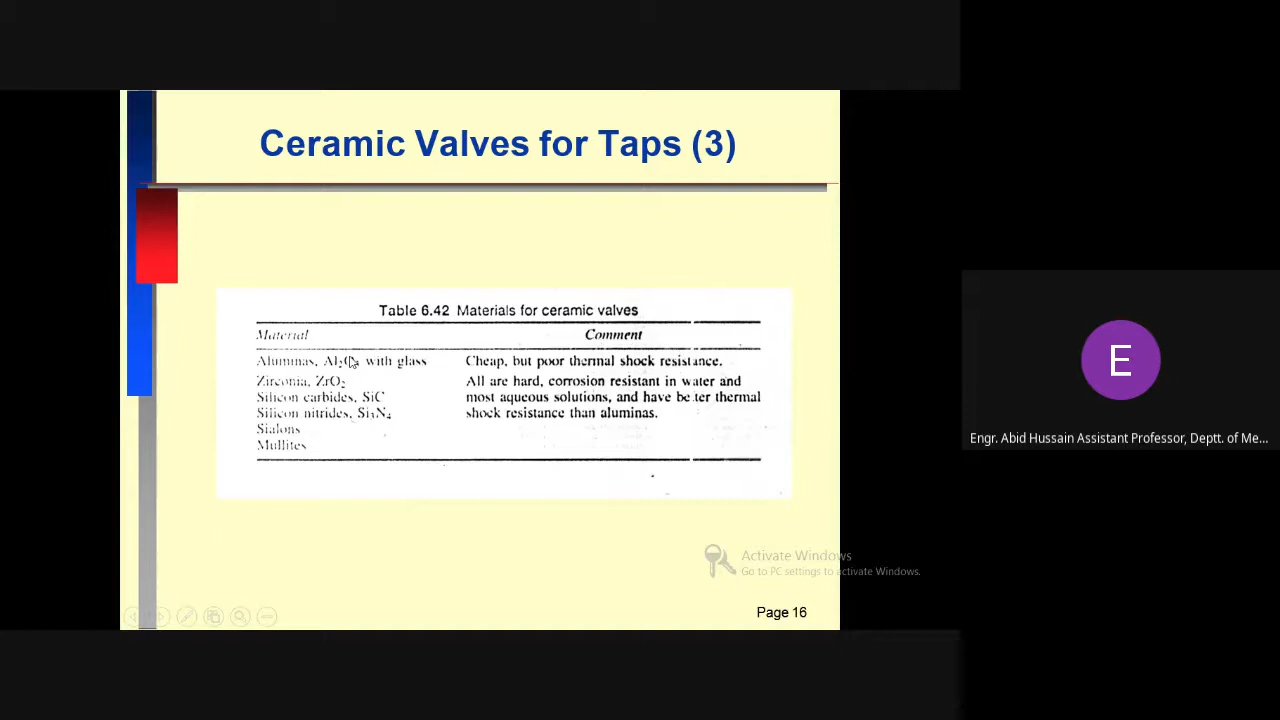 Ceramic Valves for Taps (3)
Table 6.42 Materials for ceramic valves
Material Comment
Aluminas, Al₂O₃ with glass Cheap, but poor thermal shock resistance.
Zirconia, ZrO₂ All are hard, corrosion resistant in water and
Silicon carbides, SiC most aqueous solutions, and have better thermal
Silicon nitrides, Si₃N₄ shock resistance than aluminas.
Sialons
Mullites
Activate Windows
Go to PC settings to activate Windows.
Page 16
E
Engr. Abid Hussain Assistant Professor, Deptt. of Me...